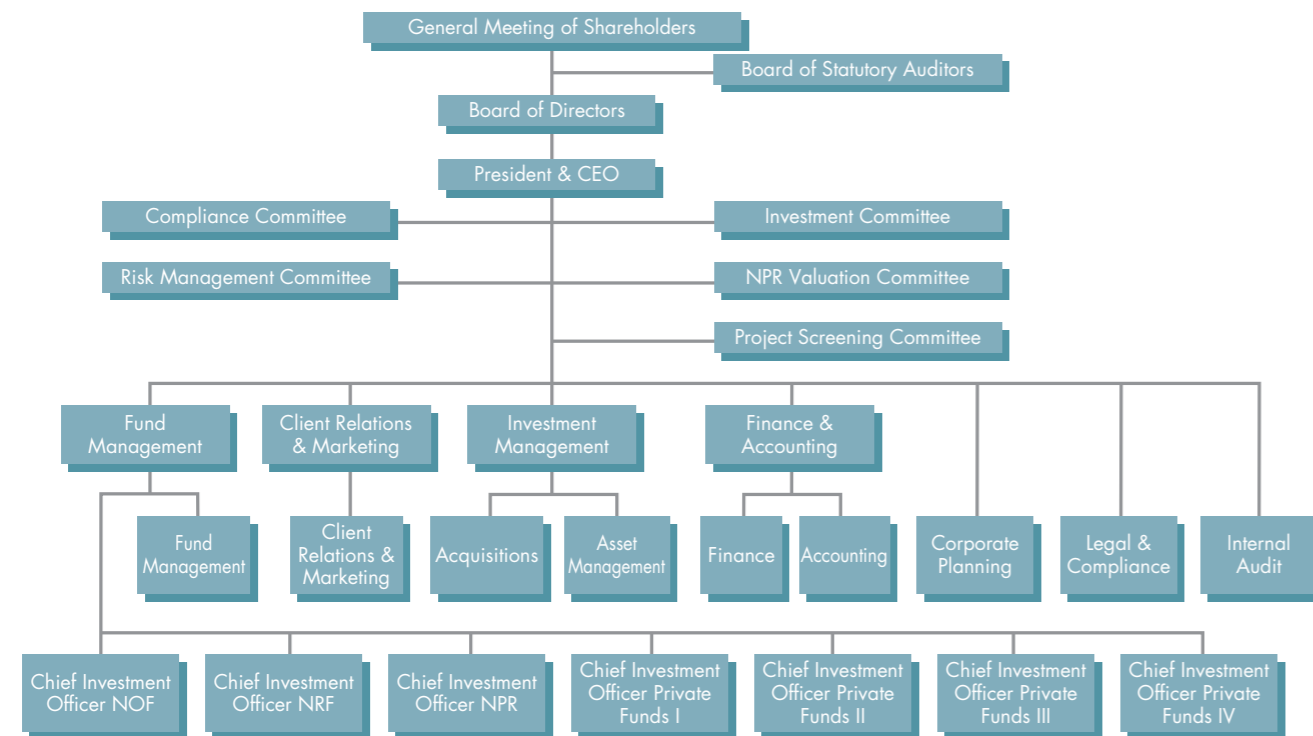 General Meeting of Shareholders
Board of Statutory Auditors
Board of Directors
President & CEO
Compliance Committee
Investment Committee
Risk Management Committee
NPR Valuation Committee
Project Screening Committee
Fund
Management
Client Relations
& Marketing
Investment
Management
Finance &
Accounting
Fund
Management
Client
Relations &
Marketing
Acquisitions
Asset
Management
Finance
Accounting
Corporate
Planning
Legal &
Compliance
Internal
Audit
Chief Investment
Officer NOF
Chief Investment
Officer NRF
Chief Investment
Officer NPR
Chief Investment
Officer Private
Funds I
Chief Investment
Officer Private
Funds II
Chief Investment
Officer Private
Funds III
Chief Investment
Officer Private
Funds IV